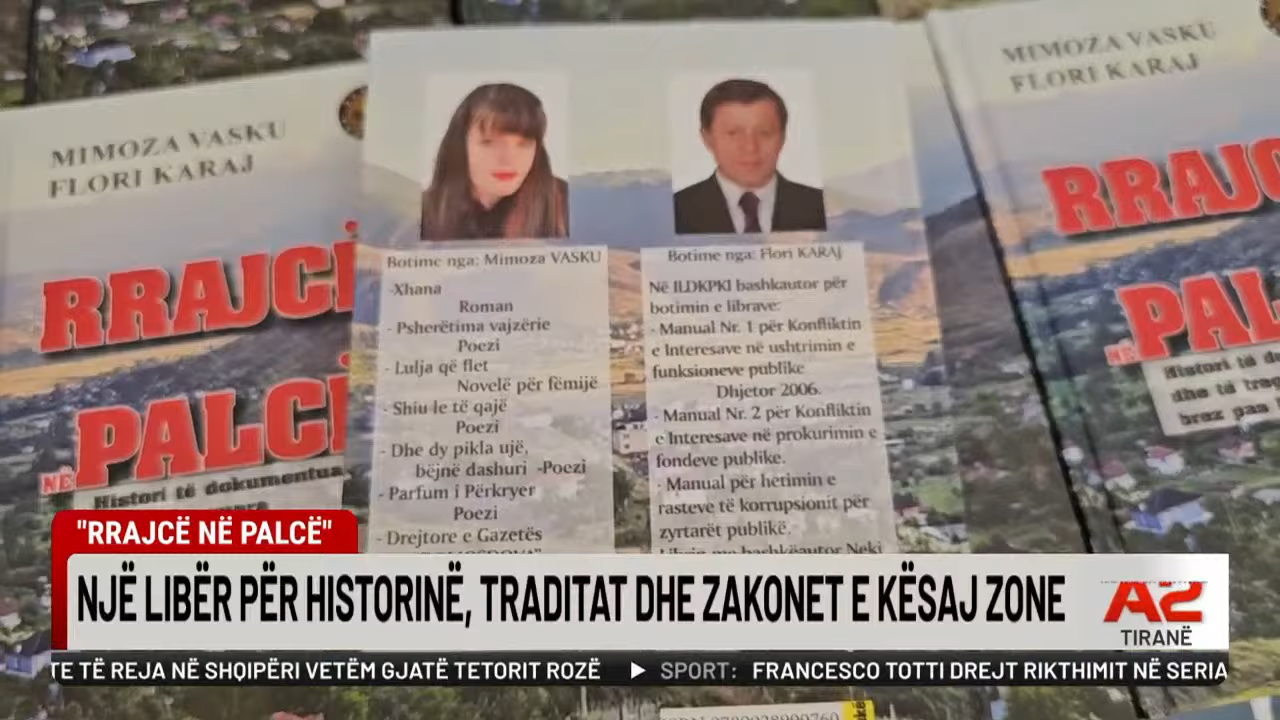 MIMOZA VASKU
FLORI KARAJ
RRAJCË
NË PALCË
Histori të
Botime nga: Mimoza VASKU
-Xhana
Roman
- Psherëtima vajzërie
Poezi
- Lulja që flet
Novelë për fëmijë
- Shiu le të qajë
Poezi
- Dhe dy pikla ujë,
bëjnë dashuri -Poezi
- Parfum i Përkryer
Poezi
- Drejtore e Gazetës
Botime nga: Flori KARAJ
Në ILDKPKI bashkautor për
botimin e librave:
- Manual Nr. 1 për Konfliktin
e Interesave në ushtrimin e
funksioneve publike
Dhjetor 2006.
- Manual Nr. 2 për Konfliktin
e Interesave në prokurimin e
fondeve publike.
- Manual për hetimin e
rasteve të korrupsionit për
zyrtarët publikë.
MIMOZA VASKU
FLORI KARAJ
RRAJC
NË PAL
Histori të do
dhe të
brez pas
"RRAJCË NË PALCË"
NJË LIBËR PËR HISTORINË, TRADITAT DHE ZAKONET E KËSAJ ZONE
A2
TIRANË
TE TË REJA NË SHQIPËRI VETËM GJATË TETORIT ROZË ▶ SPORT: FRANCESCO TOTTI DREJT RIKTHIMIT NË SERIA